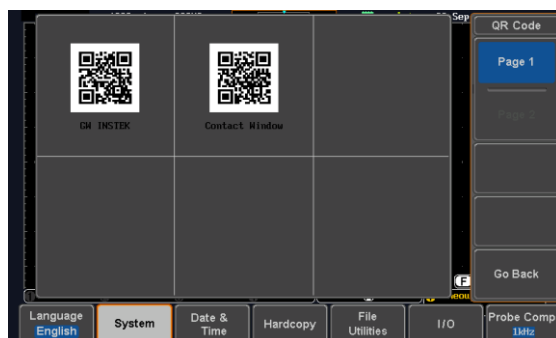 Sep
QR Code
Page 1
Page 2
GW INSTEK
Contact Window
F
Go Back
Language
English
System
Date &
Time
Hardcopy
File
Utilities
I/O
Probe Comp
1kHz